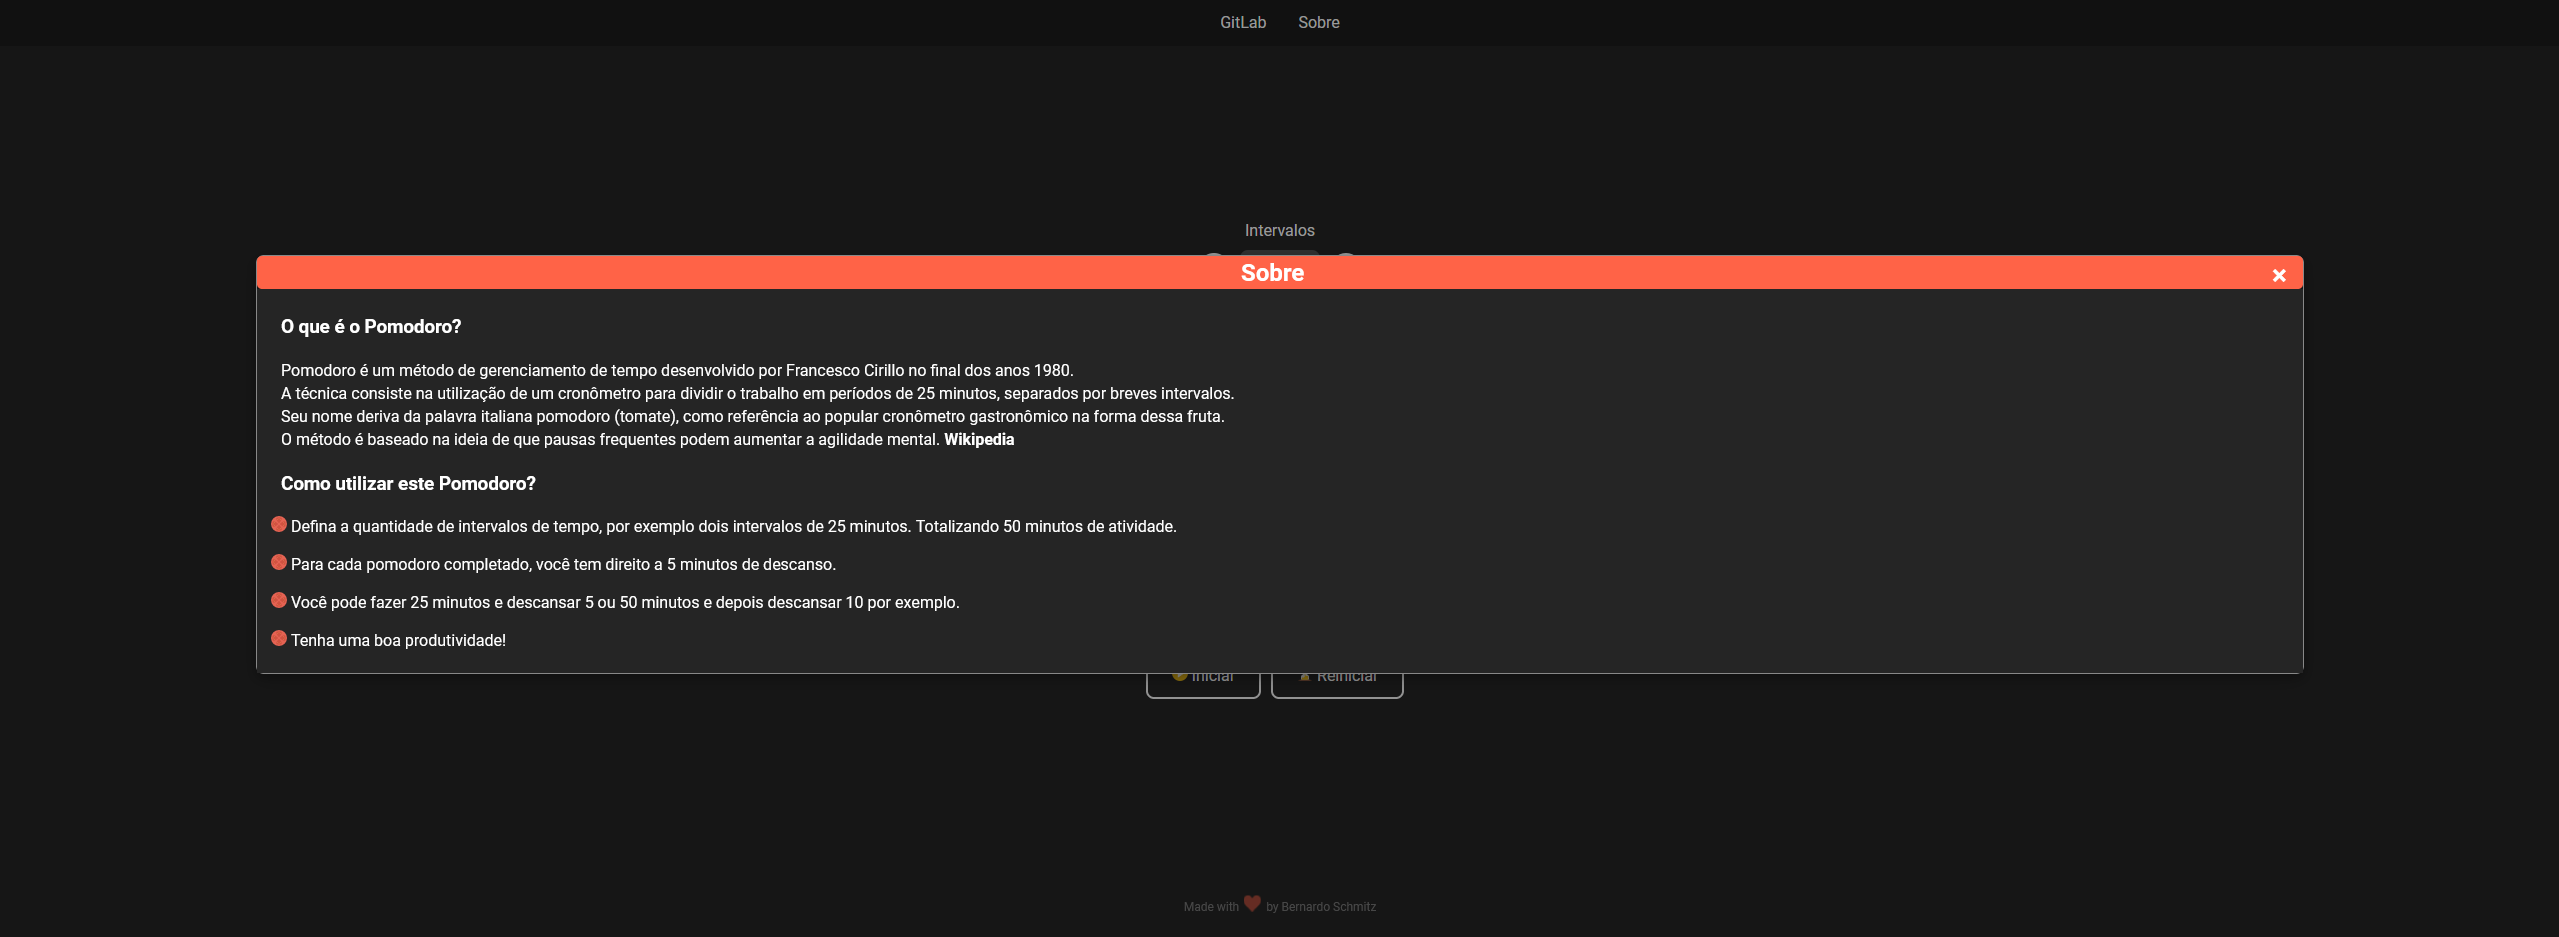 GitLab Sobre
Intervalos
Sobre ×
O que é o Pomodoro?
Pomodoro é um método de gerenciamento de tempo desenvolvido por Francesco Cirillo no final dos anos 1980.
A técnica consiste na utilização de um cronômetro para dividir o trabalho em períodos de 25 minutos, separados por breves intervalos.
Seu nome deriva da palavra italiana pomodoro (tomate), como referência ao popular cronômetro gastronômico na forma dessa fruta.
O método é baseado na ideia de que pausas frequentes podem aumentar a agilidade mental. Wikipedia
Como utilizar este Pomodoro?
Defina a quantidade de intervalos de tempo, por exemplo dois intervalos de 25 minutos. Totalizando 50 minutos de atividade.
Para cada pomodoro completado, você tem direito a 5 minutos de descanso.
Você pode fazer 25 minutos e descansar 5 ou 50 minutos e depois descansar 10 por exemplo.
Tenha uma boa produtividade!
Iniciar Reiniciar
Made with ❤ by Bernardo Schmitz